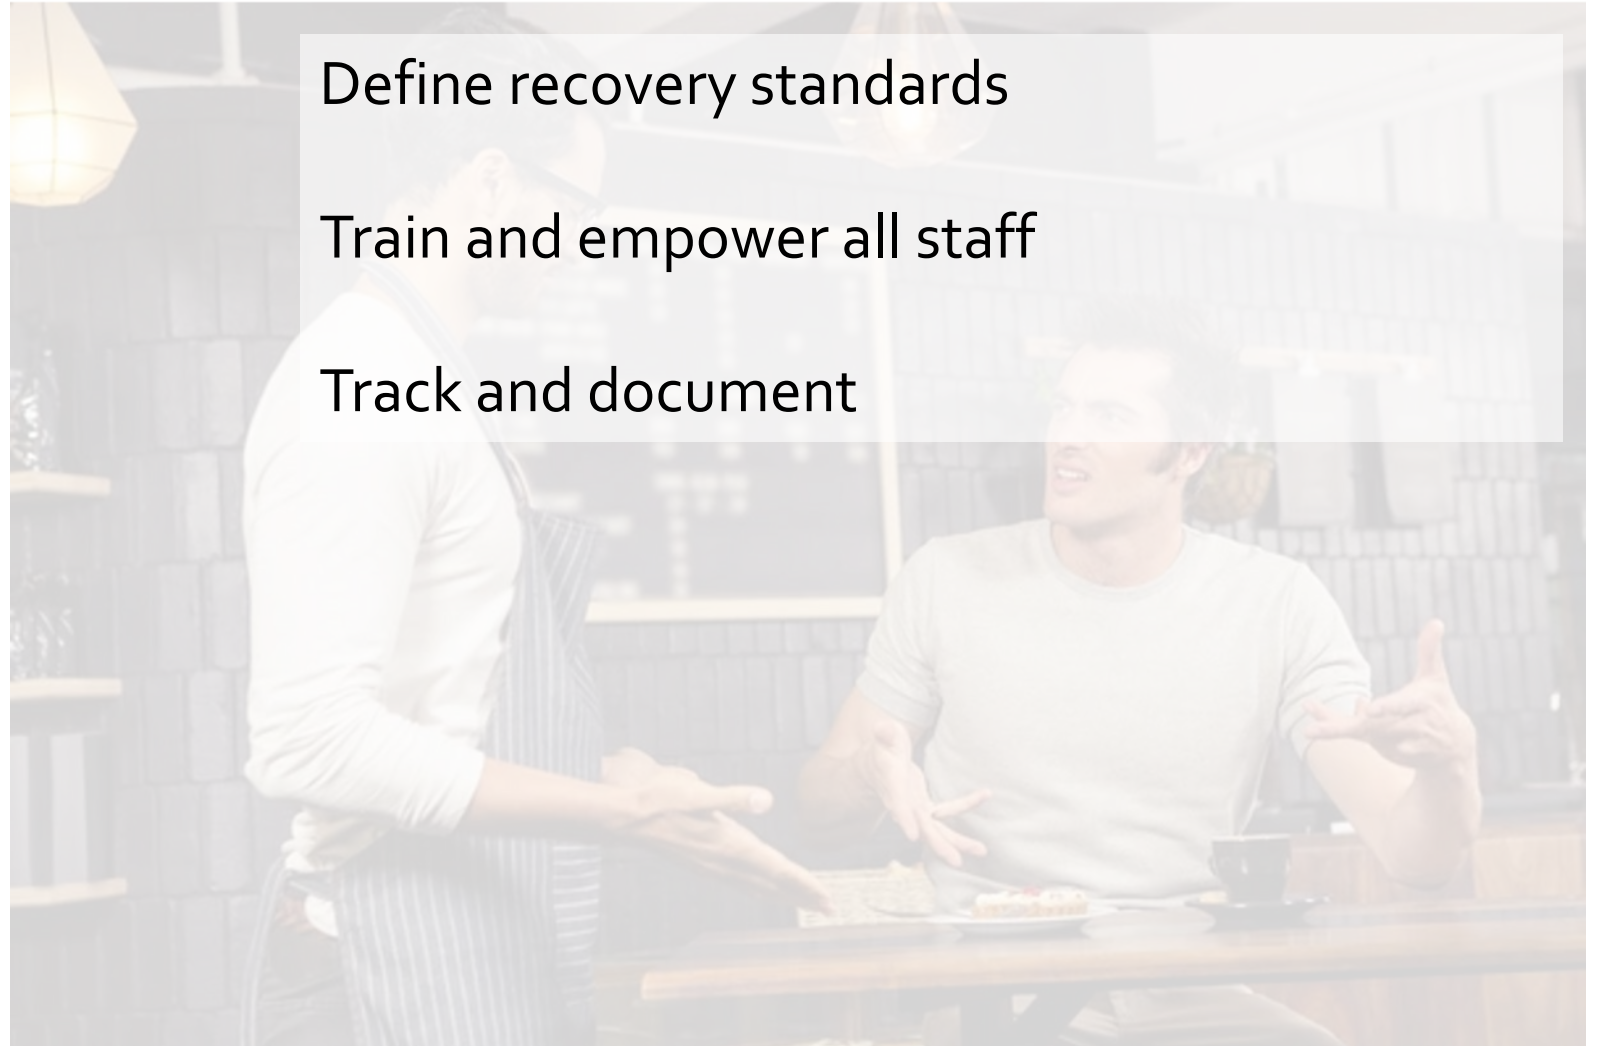 Define recovery standards
Train and empower all staff
Track and document